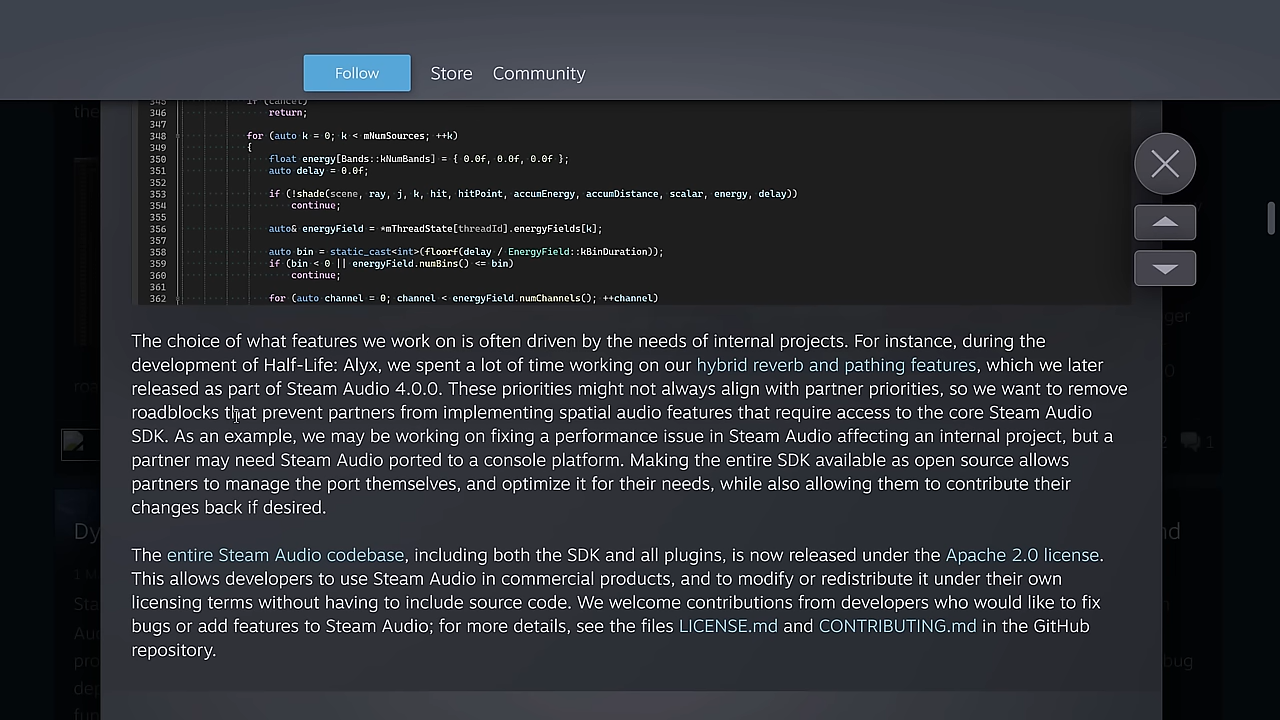 Follow Store Community
345 if (cancel)
346 return;
347
348 for (auto k = 0; k < mNumSources; ++k)
349 {
350 float energy[Bands::kNumBands] = { 0.0f, 0.0f, 0.0f };
351 auto delay = 0.0f;
352
353 if (!shade(scene, ray, j, k, hit, hitPoint, accumEnergy, accumDistance, scalar, energy, delay))
354 continue;
355
356 auto& energyField = *mThreadState[threadId].energyFields[k];
357
358 auto bin = static_cast<int>(floorf(delay / EnergyField::kBinDuration));
359 if (bin < 0 || energyField.numBins() <= bin)
360 continue;
361
362 for (auto channel = 0; channel < energyField.numChannels(); ++channel)
The choice of what features we work on is often driven by the needs of internal projects. For instance, during the
development of Half-Life: Alyx, we spent a lot of time working on our hybrid reverb and pathing features, which we later
released as part of Steam Audio 4.0.0. These priorities might not always align with partner priorities, so we want to remove
roadblocks that prevent partners from implementing spatial audio features that require access to the core Steam Audio
SDK. As an example, we may be working on fixing a performance issue in Steam Audio affecting an internal project, but a
partner may need Steam Audio ported to a console platform. Making the entire SDK available as open source allows
partners to manage the port themselves, and optimize it for their needs, while also allowing them to contribute their
changes back if desired.
The entire Steam Audio codebase, including both the SDK and all plugins, is now released under the Apache 2.0 license.
This allows developers to use Steam Audio in commercial products, and to modify or redistribute it under their own
licensing terms without having to include source code. We welcome contributions from developers who would like to fix
bugs or add features to Steam Audio; for more details, see the files LICENSE.md and CONTRIBUTING.md in the GitHub
repository.